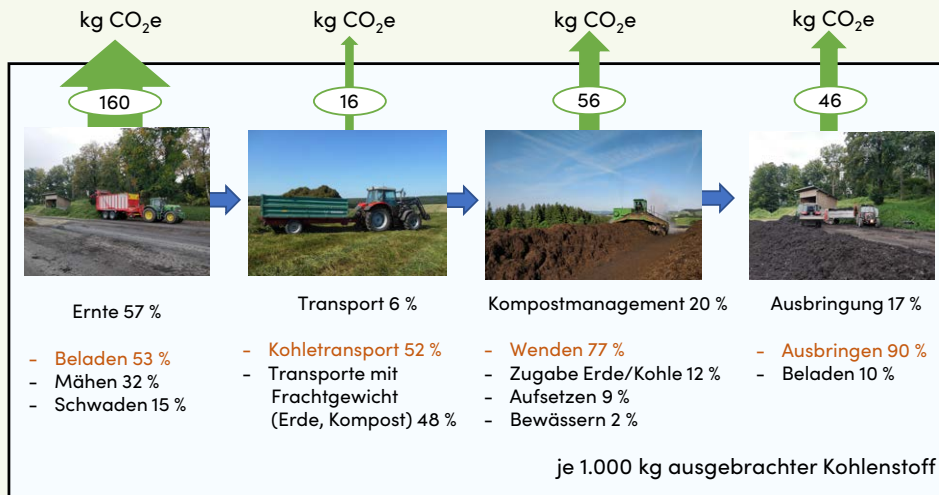 kg CO₂e
kg CO₂e
kg CO₂e
kg CO₂e
160
16
56
46
Ernte 57 %
- Beladen 53 %
- Mähen 32 %
- Schwaden 15 %
Transport 6 %
- Kohletransport 52 %
- Transporte mit
Frachtgewicht
(Erde, Kompost) 48 %
Kompostmanagement 20 %
- Wenden 77 %
- Zugabe Erde/Kohle 12 %
- Aufsetzen 9 %
- Bewässern 2 %
Ausbringung 17 %
- Ausbringen 90 %
- Beladen 10 %
je 1.000 kg ausgebrachter Kohlenstoff